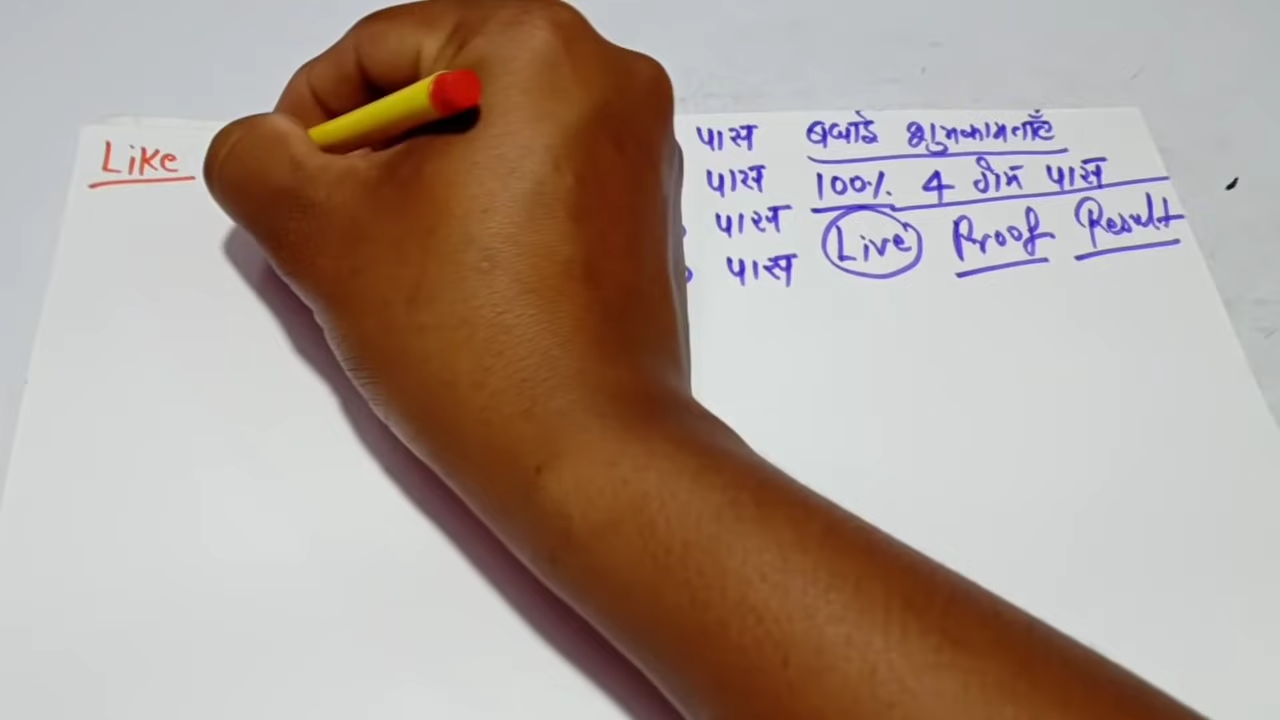 Like
पास बधाई शुभकामनाएँ
पास 100% 4 गेम पास
पास Live Proof Result
पास